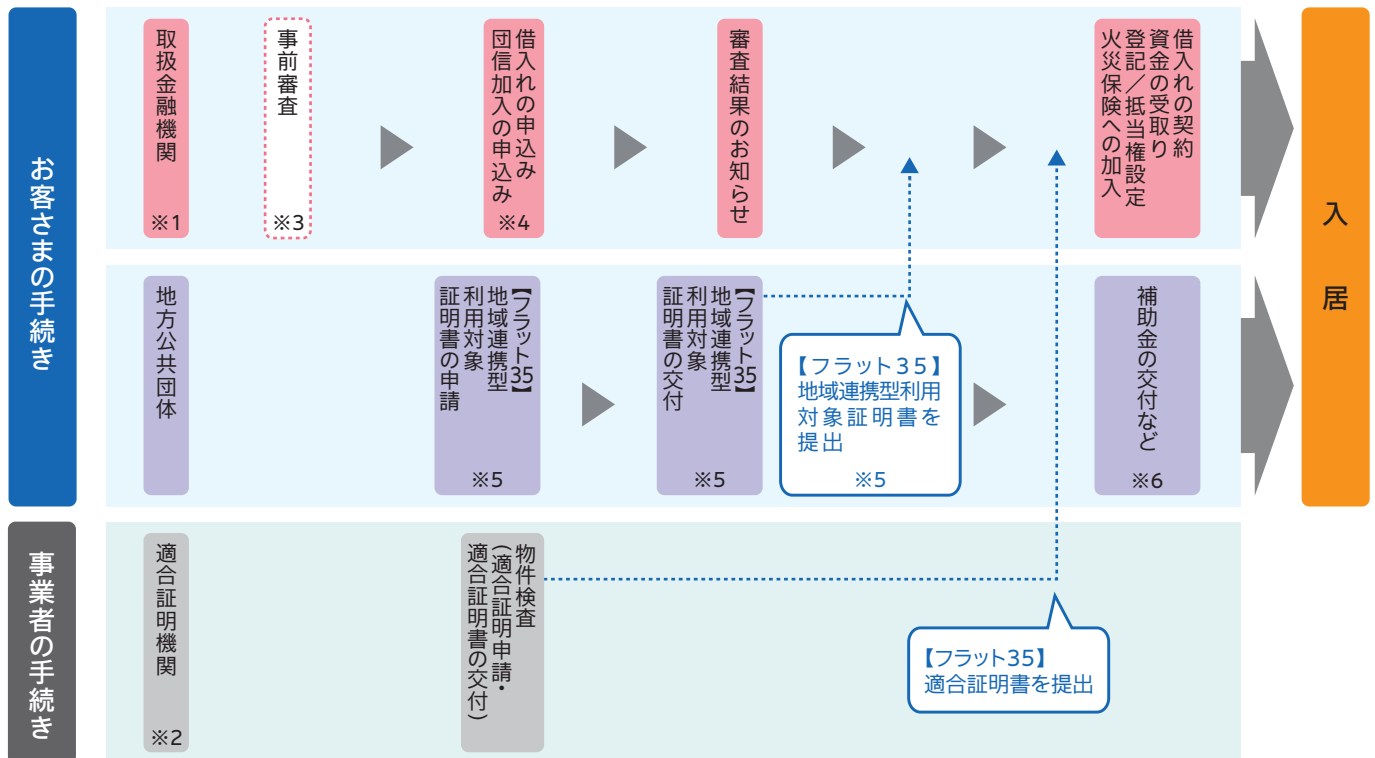 お客さまの手続き
取扱金融機関
※1
事前審査
※3
借入れの申込み
団信加入の申込み
※4
審査結果のお知らせ
借入れの契約
資金の受取り
登記／抵当権設定
火災保険への加入
地方公共団体
【フラット35】
地域連携型
利用対象
証明書の申請
※5
【フラット35】
地域連携型
利用対象
証明書の交付
※5
【フラット３５】
地域連携型利用
対象証明書を
提出
※5
補助金の交付など
※6
入居
事業者の手続き
適合証明機関
※2
物件検査
(適合証明申請・
適合証明書の交付)
【フラット35】
適合証明書を提出